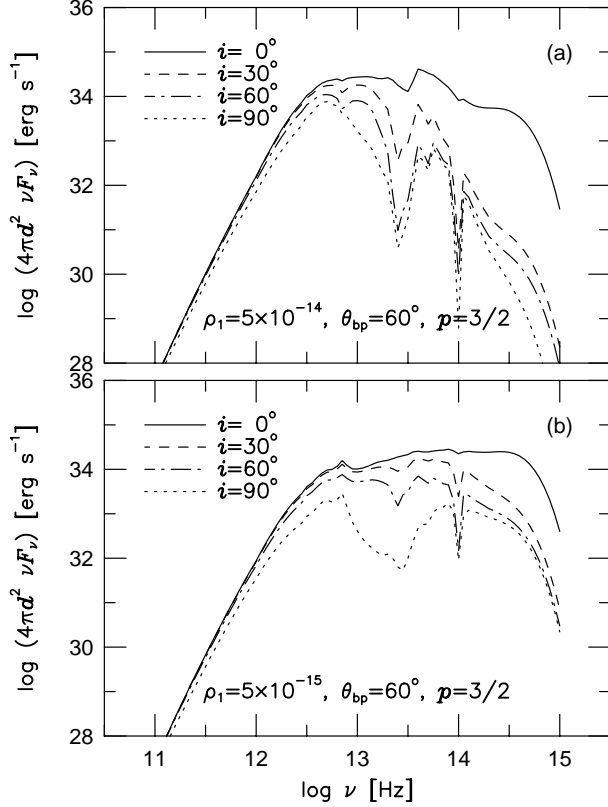 36
34
32
30
28
log (4πd² νFν) [erg s⁻¹]
i= 0°
i=30°
i=60°
i=90°
(a)
ρ₁=5×10⁻¹⁴, θbp=60°, p=3/2
36
34
32
30
28
log (4πd² νFν) [erg s⁻¹]
i= 0°
i=30°
i=60°
i=90°
(b)
ρ₁=5×10⁻¹⁵, θbp=60°, p=3/2
11 12 13 14 15
log ν [Hz]